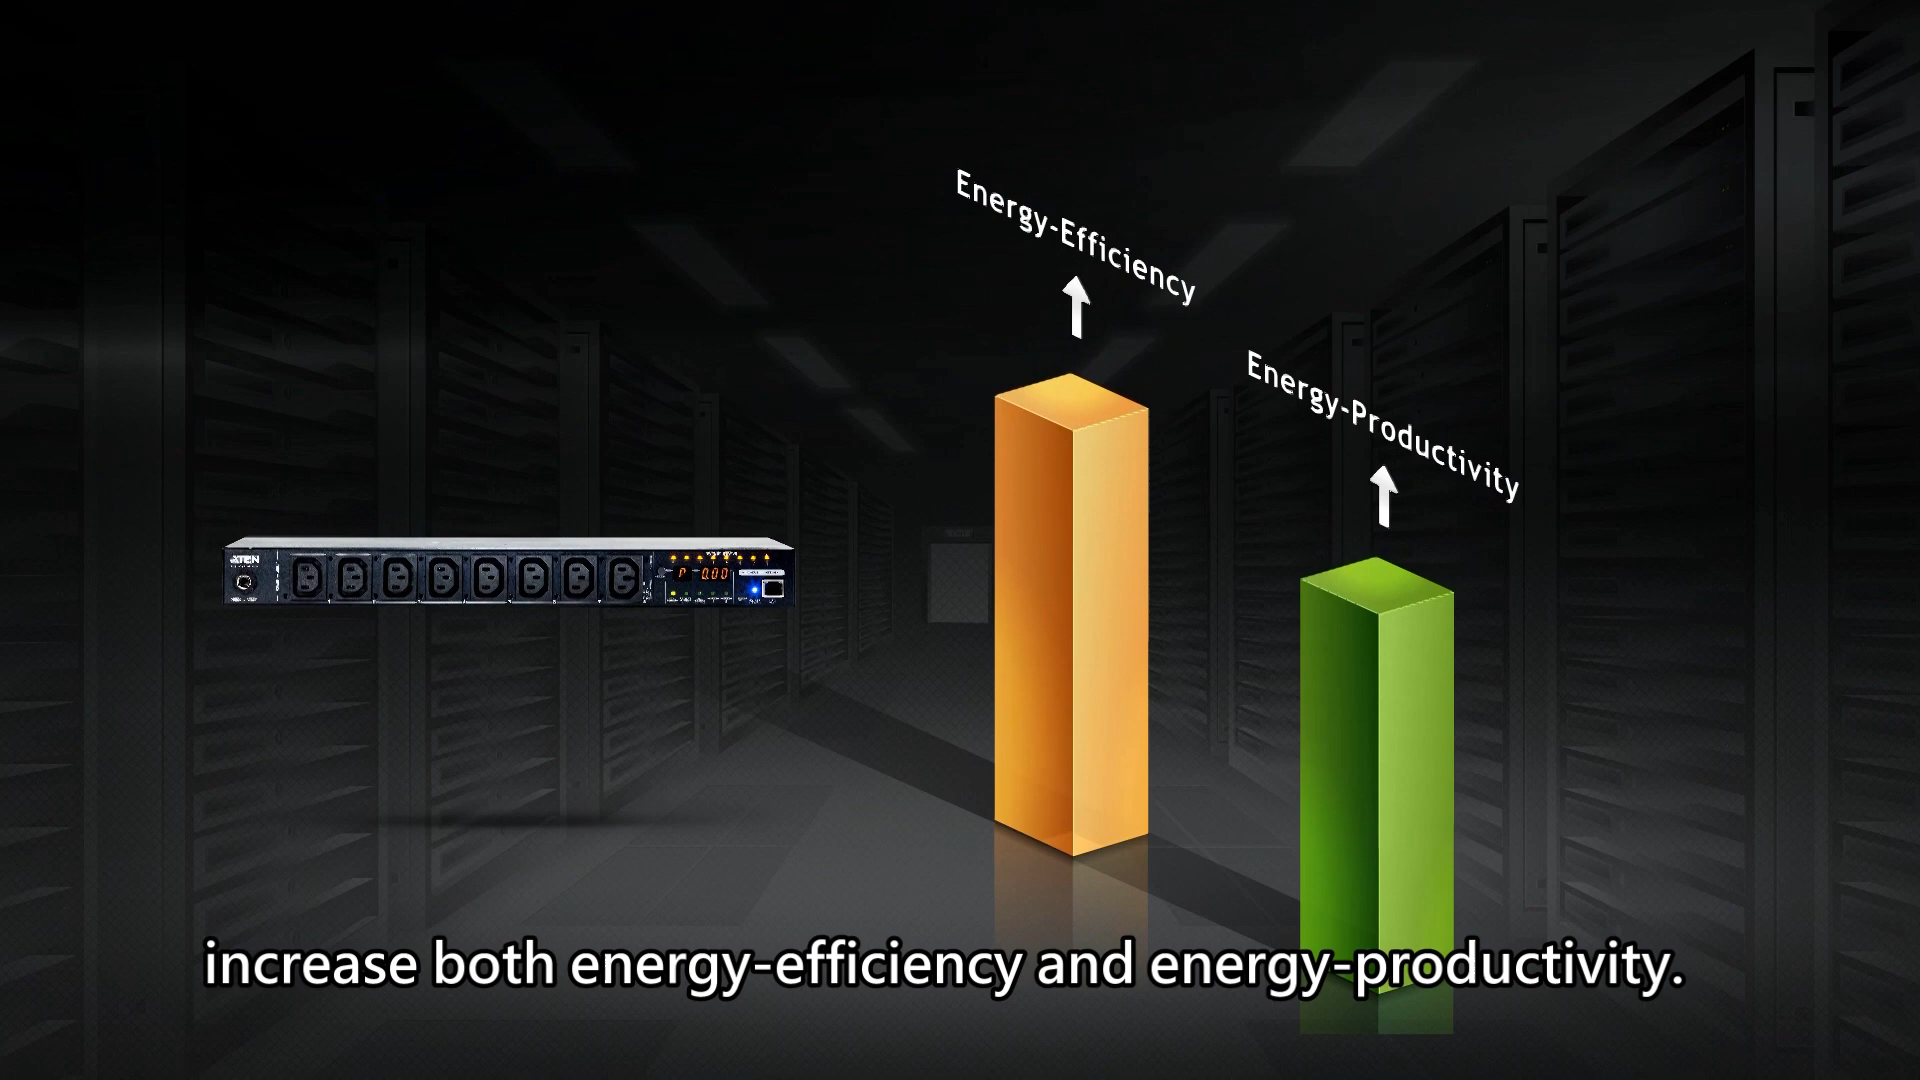 Energy-Efficiency
Energy-Productivity
ATEN
P 0.00
increase both energy-efficiency and energy-productivity.